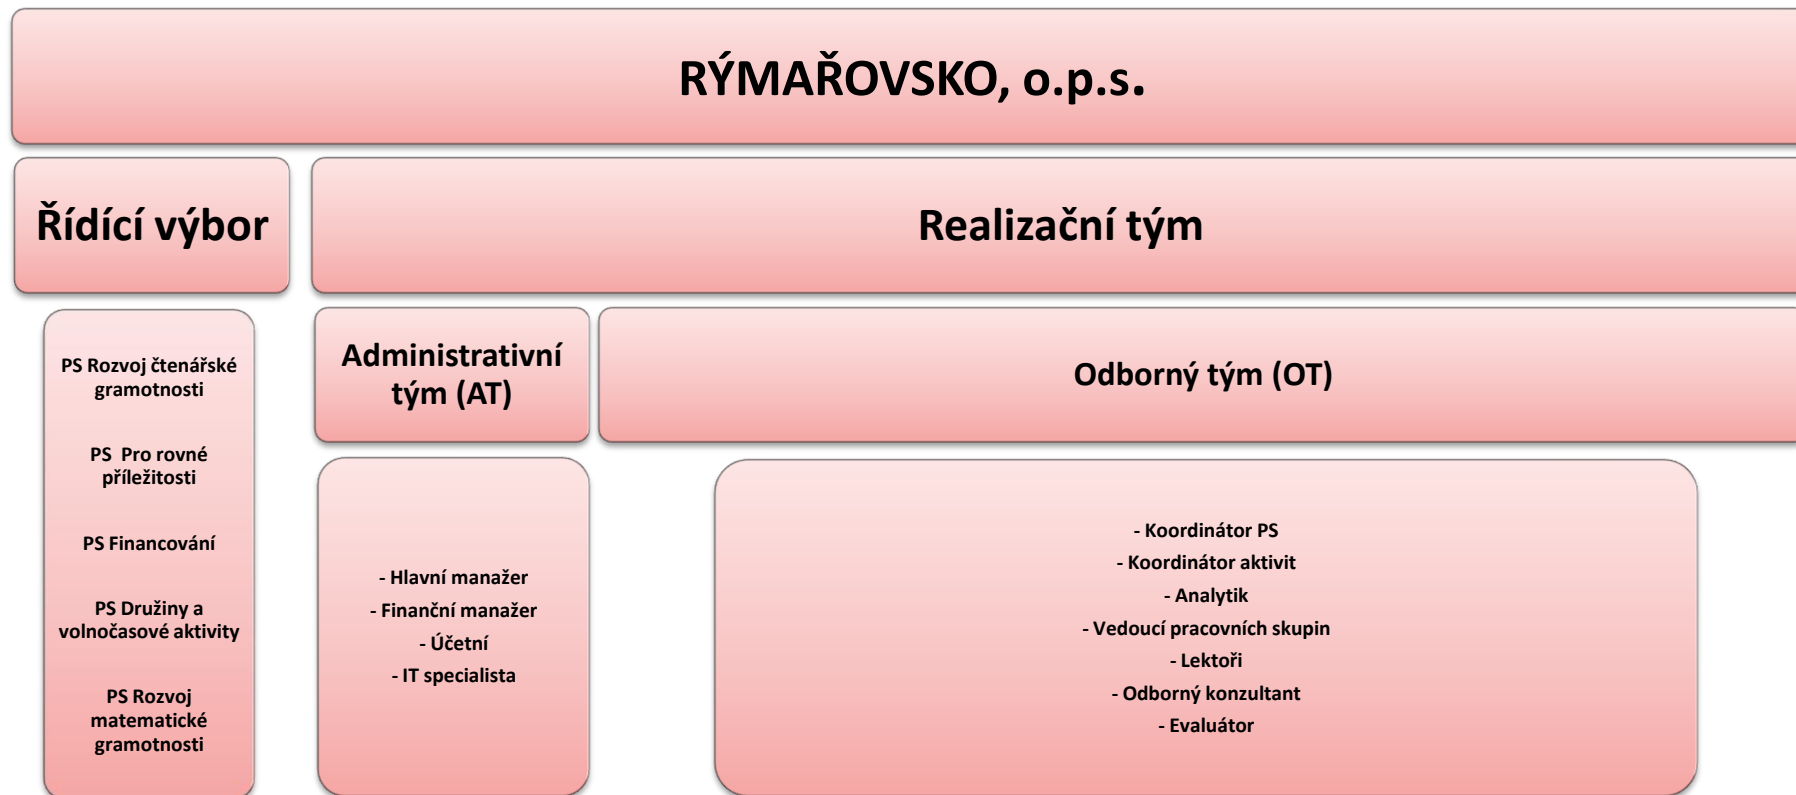 RÝMAŘOVSKO, o.p.s.
Řídící výbor
Realizační tým
PS Rozvoj čtenářské
gramotnosti
PS  Pro rovné
příležitosti
PS Financování
PS Družiny a
volnočasové aktivity
PS Rozvoj
matematické
gramotnosti
Administrativní
tým (AT)
- Hlavní manažer
- Finanční manažer
- Účetní
- IT specialista
Odborný tým (OT)
- Koordinátor PS
- Koordinátor aktivit
- Analytik
- Vedoucí pracovních skupin
- Lektoři
- Odborný konzultant
- Evaluátor